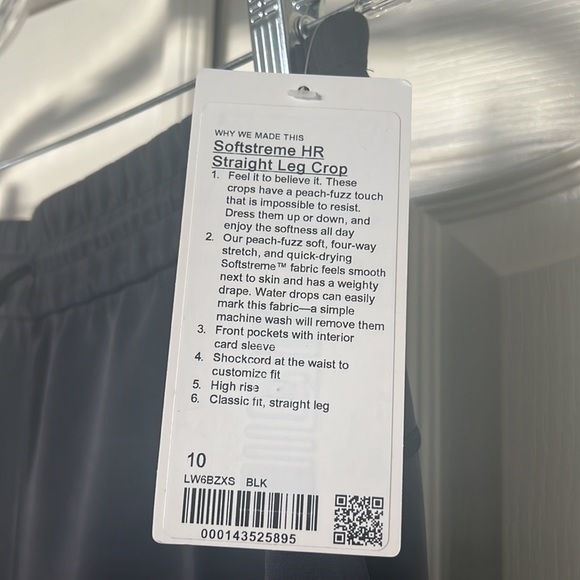 WHY WE MADE THIS
Softstreme HR
Straight Leg Crop
1. Feel it to believe it. These
crops have a peach-fuzz touch
that is impossible to resist.
Dress them up or down, and
enjoy the softness all day
2. Our peach-fuzz soft, four-way
stretch, and quick-drying
Softstreme™ fabric feels smooth
next to skin and has a weighty
drape. Water drops can easily
mark this fabric—a simple
machine wash will remove them
3. Front pockets with interior
card sleeve
4. Shockcord at the waist to
customize fit
5. High rise
6. Classic fit, straight leg
10
LW6BZXS BLK
000143525895